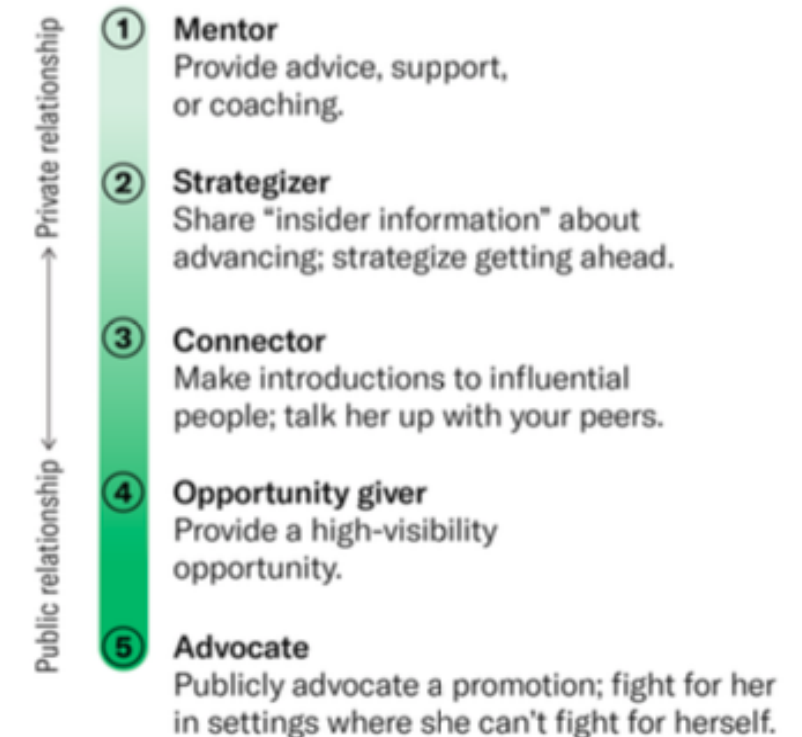 Private relationship
Public relationship
1 Mentor
Provide advice, support,
or coaching.
2 Strategizer
Share “insider information” about
advancing; strategize getting ahead.
3 Connector
Make introductions to influential
people; talk her up with your peers.
4 Opportunity giver
Provide a high-visibility
opportunity.
5 Advocate
Publicly advocate a promotion; fight for her
in settings where she can’t fight for herself.